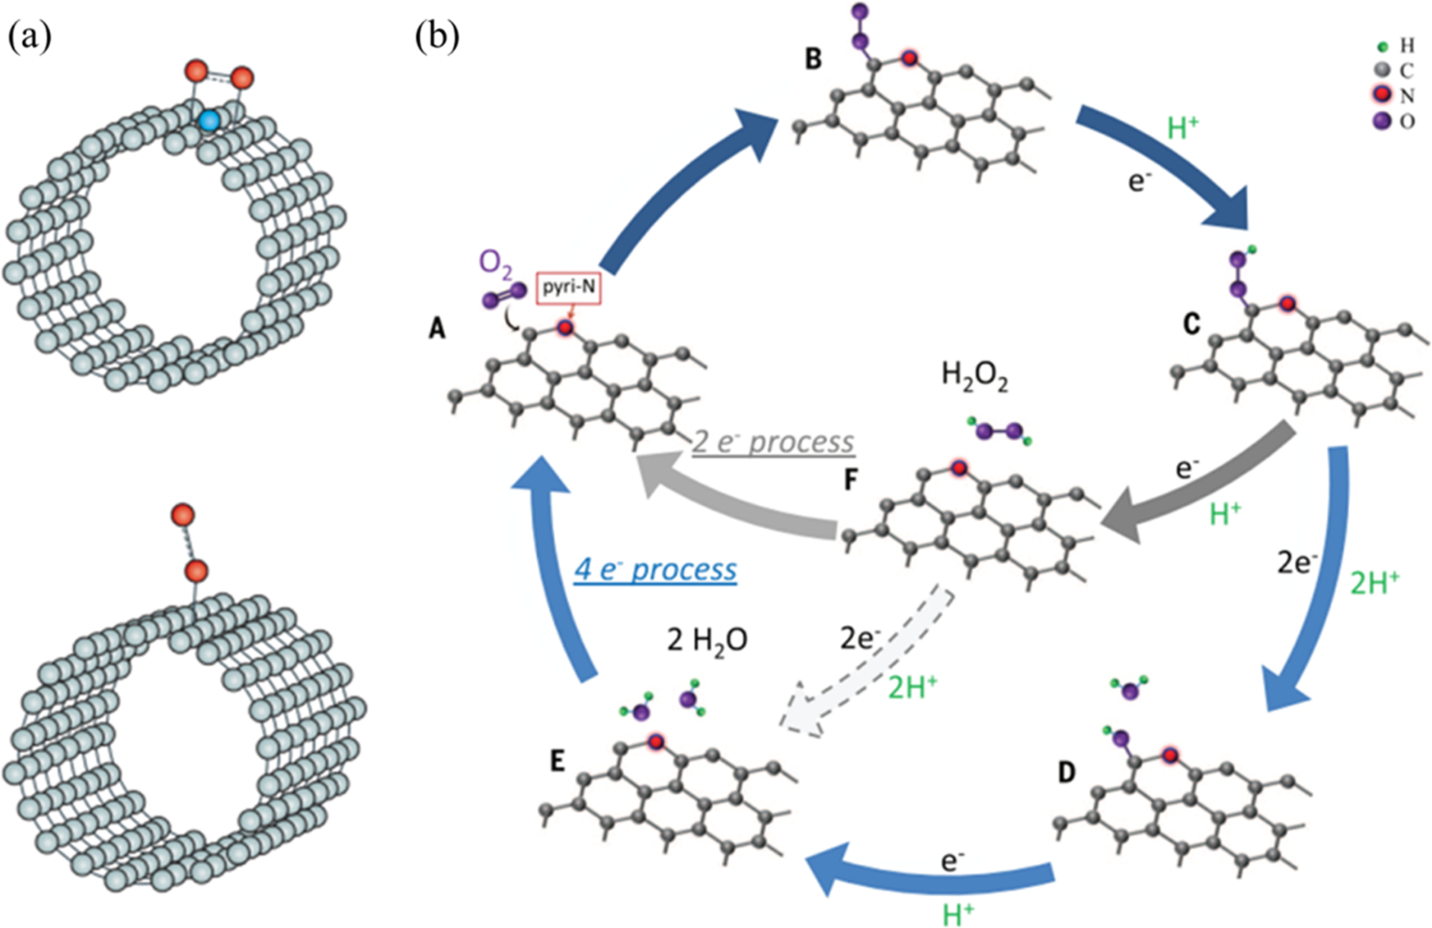 (a)
(b)
B
H⁺
e⁻
H
C
N
O
O₂
pyri-N
A
C
H₂O₂
2 e⁻ process
F
e⁻
H⁺
4 e⁻ process
2e⁻
2H⁺
2 H₂O
2e⁻
2H⁺
E
D
e⁻
H⁺